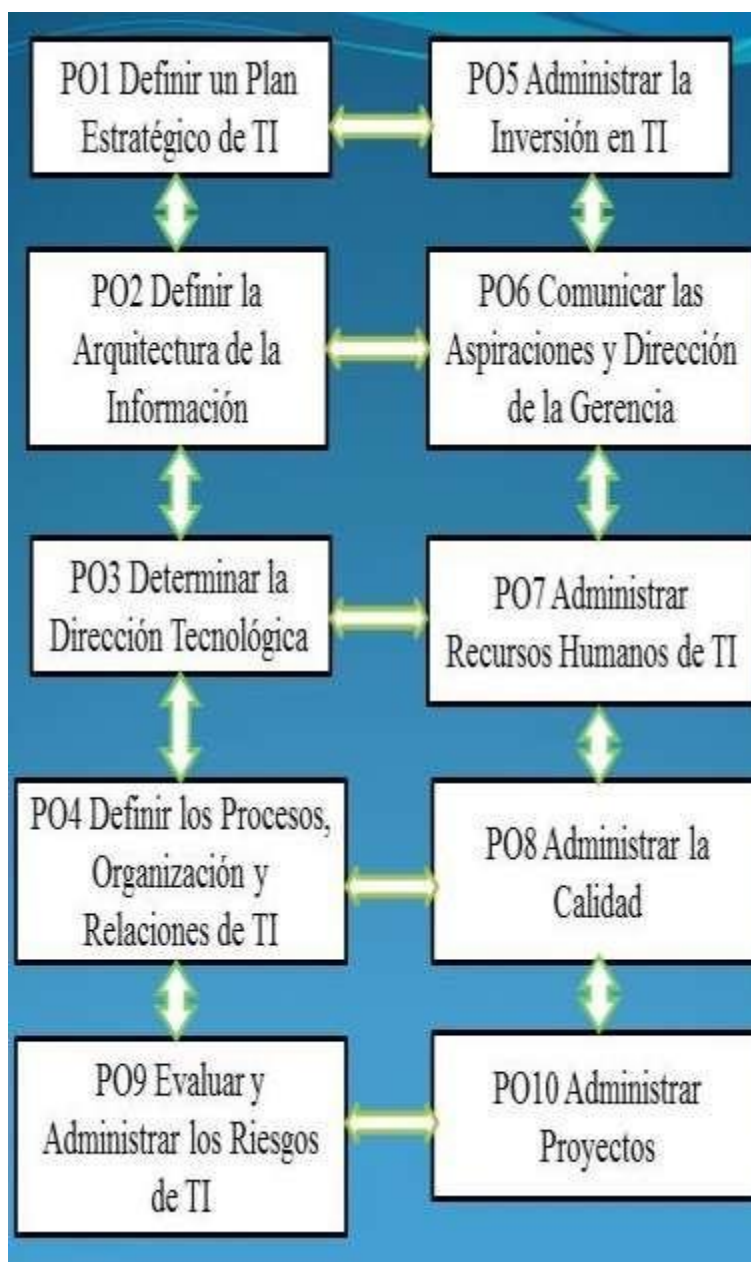 PO1 Definir un Plan
Estratégico de TI
PO5 Administrar la
Inversión en TI
PO2 Definir la
Arquitectura de la
Información
PO6 Comunicar las
Aspiraciones y Dirección
de la Gerencia
PO3 Determinar la
Dirección Tecnológica
PO7 Administrar
Recursos Humanos de TI
PO4 Definir los Procesos,
Organización y
Relaciones de TI
PO8 Administrar la
Calidad
PO9 Evaluar y
Administrar los Riesgos
de TI
PO10 Administrar
Proyectos